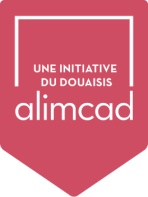 UNE INITIATIVE
DU DOUAISIS
alimcad